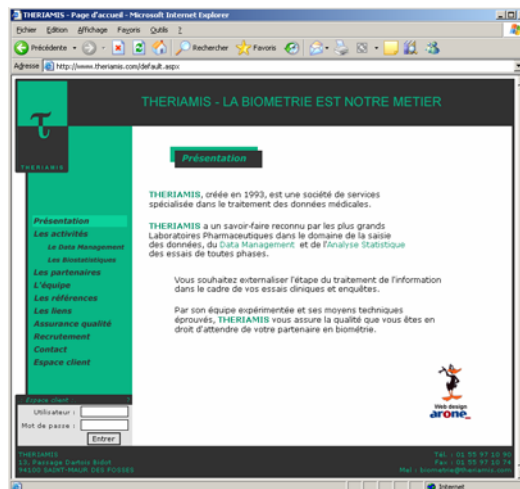 THERIAMIS - Page d'accueil - Microsoft Internet Explorer
Fichier Edition Affichage Favoris Outils ?
Précédente Rechercher Favoris
Adresse http://www.theriamis.com/default.aspx
THERIAMIS - LA BIOMETRIE EST NOTRE METIER
τ
THERIAMIS
Présentation
THERIAMIS, créée en 1993, est une société de services
spécialisée dans le traitement des données médicales.
THERIAMIS a un savoir-faire reconnu par les plus grands
Laboratoires Pharmaceutiques dans le domaine de la saisie
des données, du Data Management et de l'Analyse Statistique
des essais de toutes phases.
Vous souhaitez externaliser l'étape du traitement de l'information
dans le cadre de vos essais cliniques et enquêtes.
Par son équipe expérimentée et ses moyens techniques
éprouvés, THERIAMIS vous assure la qualité que vous êtes en
droit d'attendre de votre partenaire en biométrie.
Présentation
Les activités
Le Data Management
Les Biostatistiques
Les partenaires
L'équipe
Les références
Les liens
Assurance qualité
Recrutement
Contact
Espace client
Espace client
Utilisateur :
Mot de passe :
Entrer
Web design
arone_
THERIAMIS
13, Passage Dartois Bidot
94100 SAINT-MAUR DES FOSSES
Tél. : 01 55 97 10 90
Fax : 01 55 97 10 74
Mel : biometrie@theriamis.com
Internet